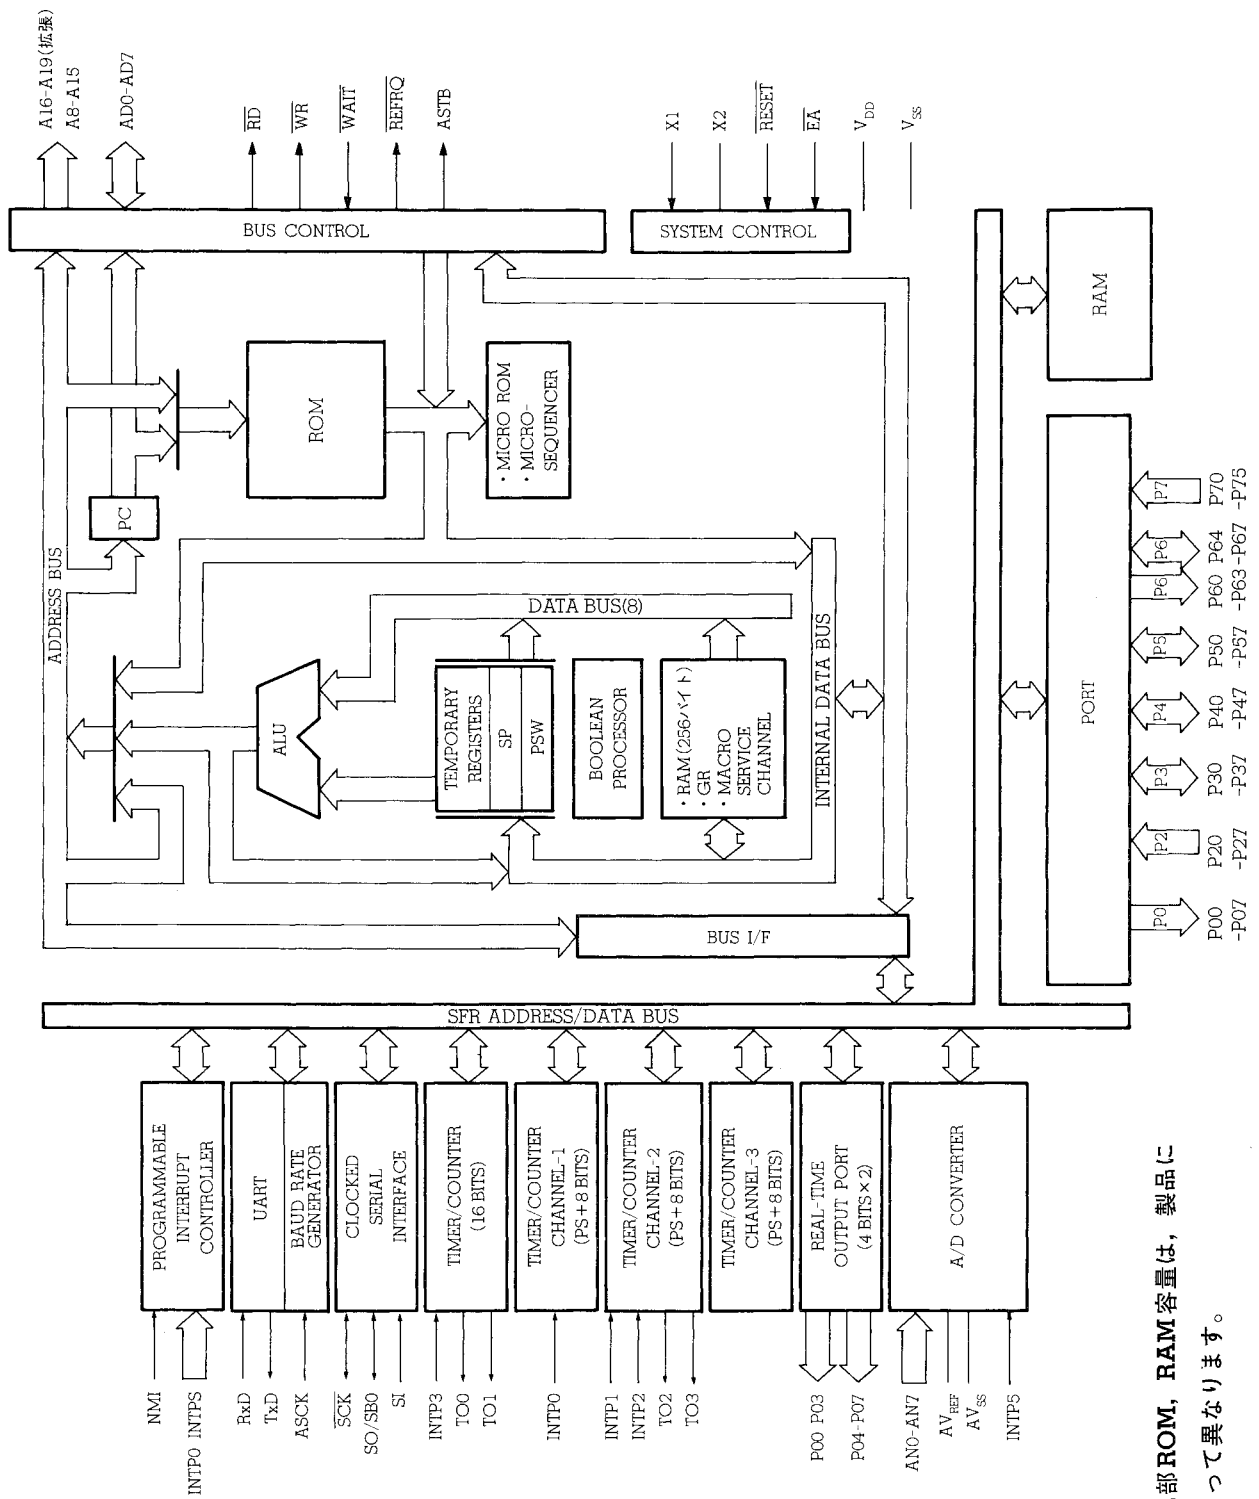 NMI
INTP0 INTPS
RxD
TxD
ASCK
SCK
SO/SB0
SI
INTP3
TO0
TO1
INTP0
INTP1
INTP2
TO2
TO3
P00 P03
P04-P07
AN0-AN7
AVREF
AVSS
INTP5
PROGRAMMABLE
INTERRUPT
CONTROLLER
UART
BAUD RATE
GENERATOR
CLOCKED
SERIAL
INTERFACE
TIMER/COUNTER
(16BITS)
TIMER/COUNTER
CHANNEL-1
(PS+8 BITS)
TIMER/COUNTER
CHANNEL-2
(PS+8 BITS)
TIMER/COUNTER
CHANNEL-3
(PS+8 BITS)
REAL-TIME
OUTPUT PORT
(4 BITS×2)
A/D CONVERTER
SFR ADDRESS/DATA BUS
BUS I/F
ADDRESS BUS
PC
ALU
TEMPORARY
REGISTERS
SP
PSW
BOOLEAN
PROCESSOR
・RAM(256バイト)
・GR
・MACRO
SERVICE
CHANNEL
DATA BUS(8)
INTERNAL DATA BUS
ROM
・MICRO ROM
・MICRO-
SEQUENCER
BUS CONTROL
SYSTEM CONTROL
A16-A19(拡張)
A8-A15
AD0-AD7
RD
WR
WAIT
REFRQ
ASTB
X1
X2
RESET
EA
VDD
VSS
RAM
PORT
P0
P2
P3
P4
P5
P6
P6
P7
P00
-P07
P20
-P27
P30
-P37
P40
-P47
P50
-P57
P60
-P63
P64
-P67
P70
-P75
部ROM，RAM容量は，製品に
って異なります。